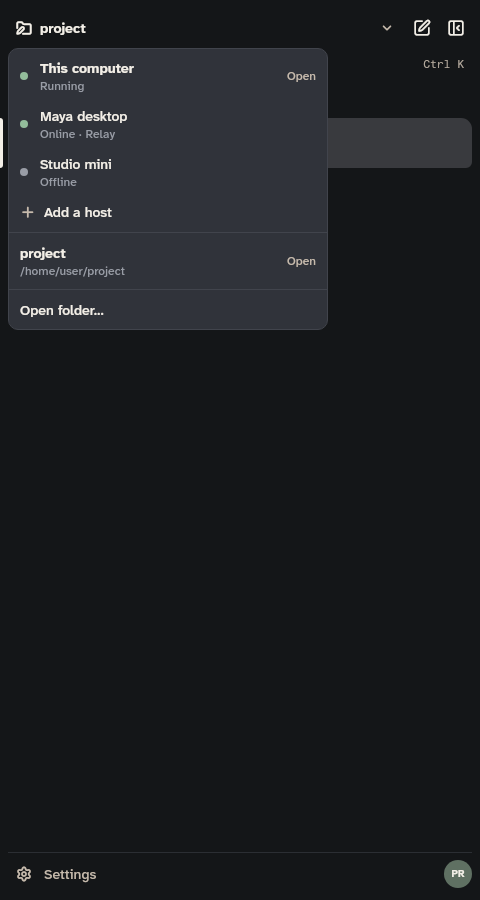 project
Ctrl K
This computer
Running
Open
Maya desktop
Online · Relay
Studio mini
Offline
Add a host
project
/home/user/project
Open
Open folder...
Settings
PR